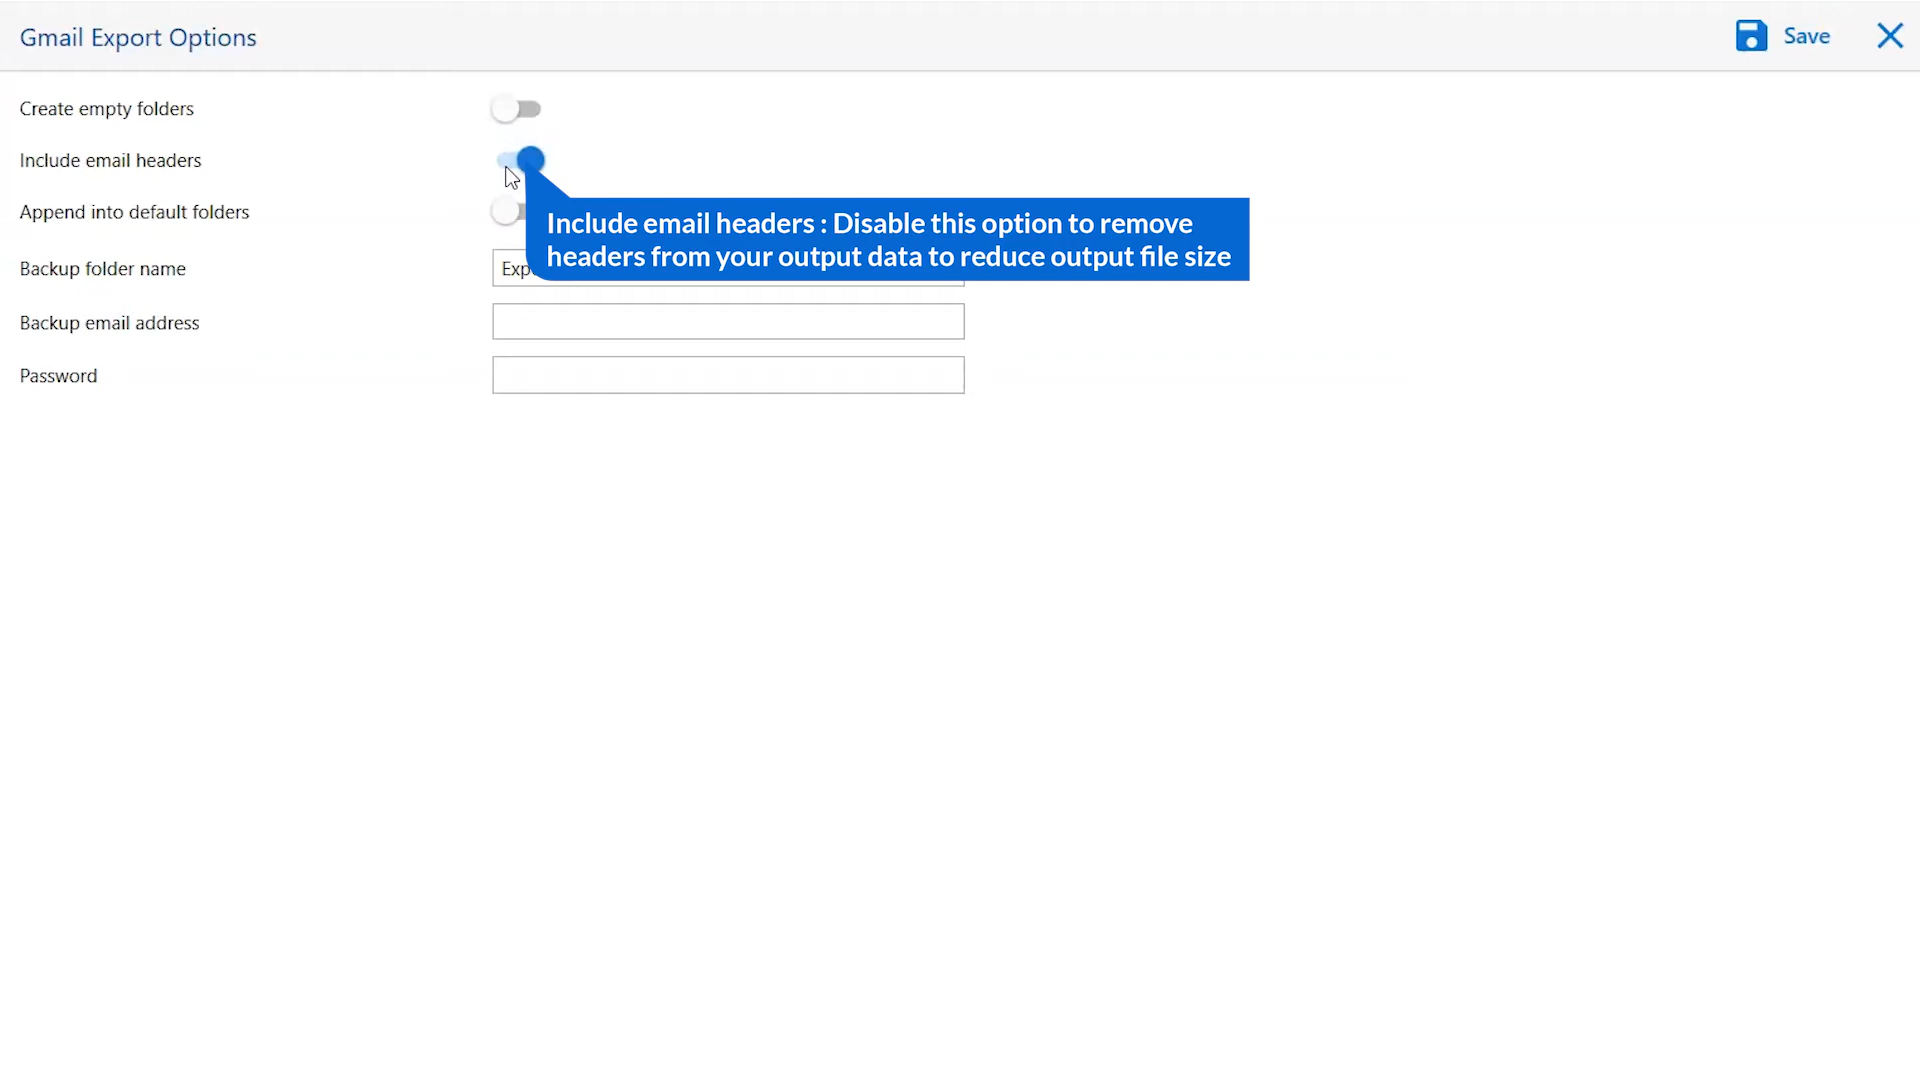 Gmail Export Options
Save
Create empty folders
Include email headers
Append into default folders
Include email headers : Disable this option to remove
headers from your output data to reduce output file size
Backup folder name
Backup email address
Password